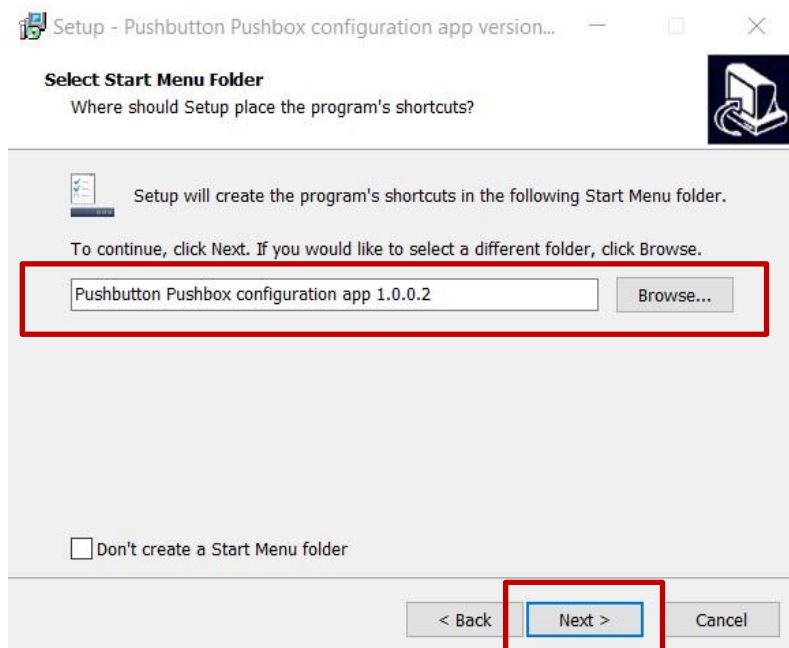 Setup - Pushbutton Pushbox configuration app version...
Select Start Menu Folder
Where should Setup place the program's shortcuts?
Setup will create the program's shortcuts in the following Start Menu folder.
To continue, click Next. If you would like to select a different folder, click Browse.
Pushbutton Pushbox configuration app 1.0.0.2 Browse...
Don't create a Start Menu folder
< Back Next > Cancel